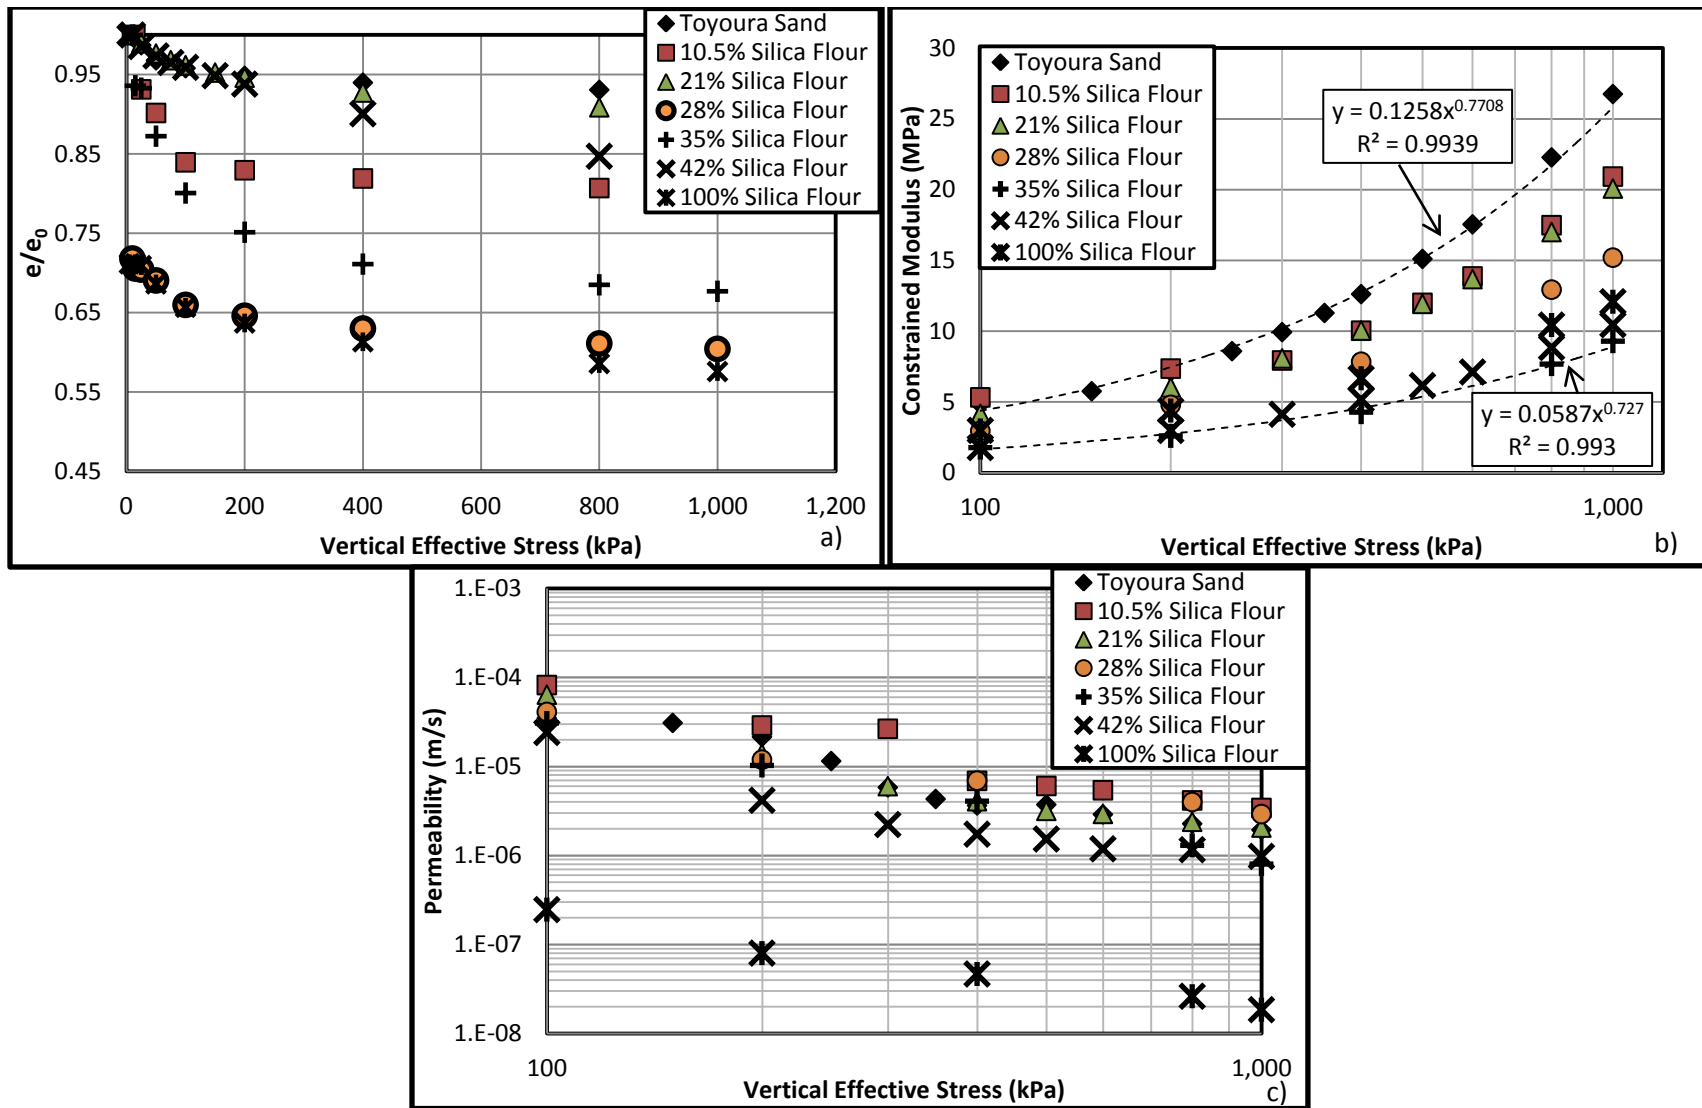 Toyoura Sand
10.5% Silica Flour
21% Silica Flour
28% Silica Flour
35% Silica Flour
42% Silica Flour
100% Silica Flour
0.95
0.85
0.75
0.65
0.55
0.45
e/e0
0 200 400 600 800 1,000 1,200
Vertical Effective Stress (kPa)
a)
30
25
20
15
10
5
0
Constrained Modulus (MPa)
Toyoura Sand
10.5% Silica Flour
21% Silica Flour
28% Silica Flour
35% Silica Flour
42% Silica Flour
100% Silica Flour
y = 0.1258x^0.7708
R² = 0.9939
y = 0.0587x^0.727
R² = 0.993
100 1,000
Vertical Effective Stress (kPa)
b)
1.E-03
1.E-04
1.E-05
1.E-06
1.E-07
1.E-08
Permeability (m/s)
Toyoura Sand
10.5% Silica Flour
21% Silica Flour
28% Silica Flour
35% Silica Flour
42% Silica Flour
100% Silica Flour
100 1,000
Vertical Effective Stress (kPa)
c)